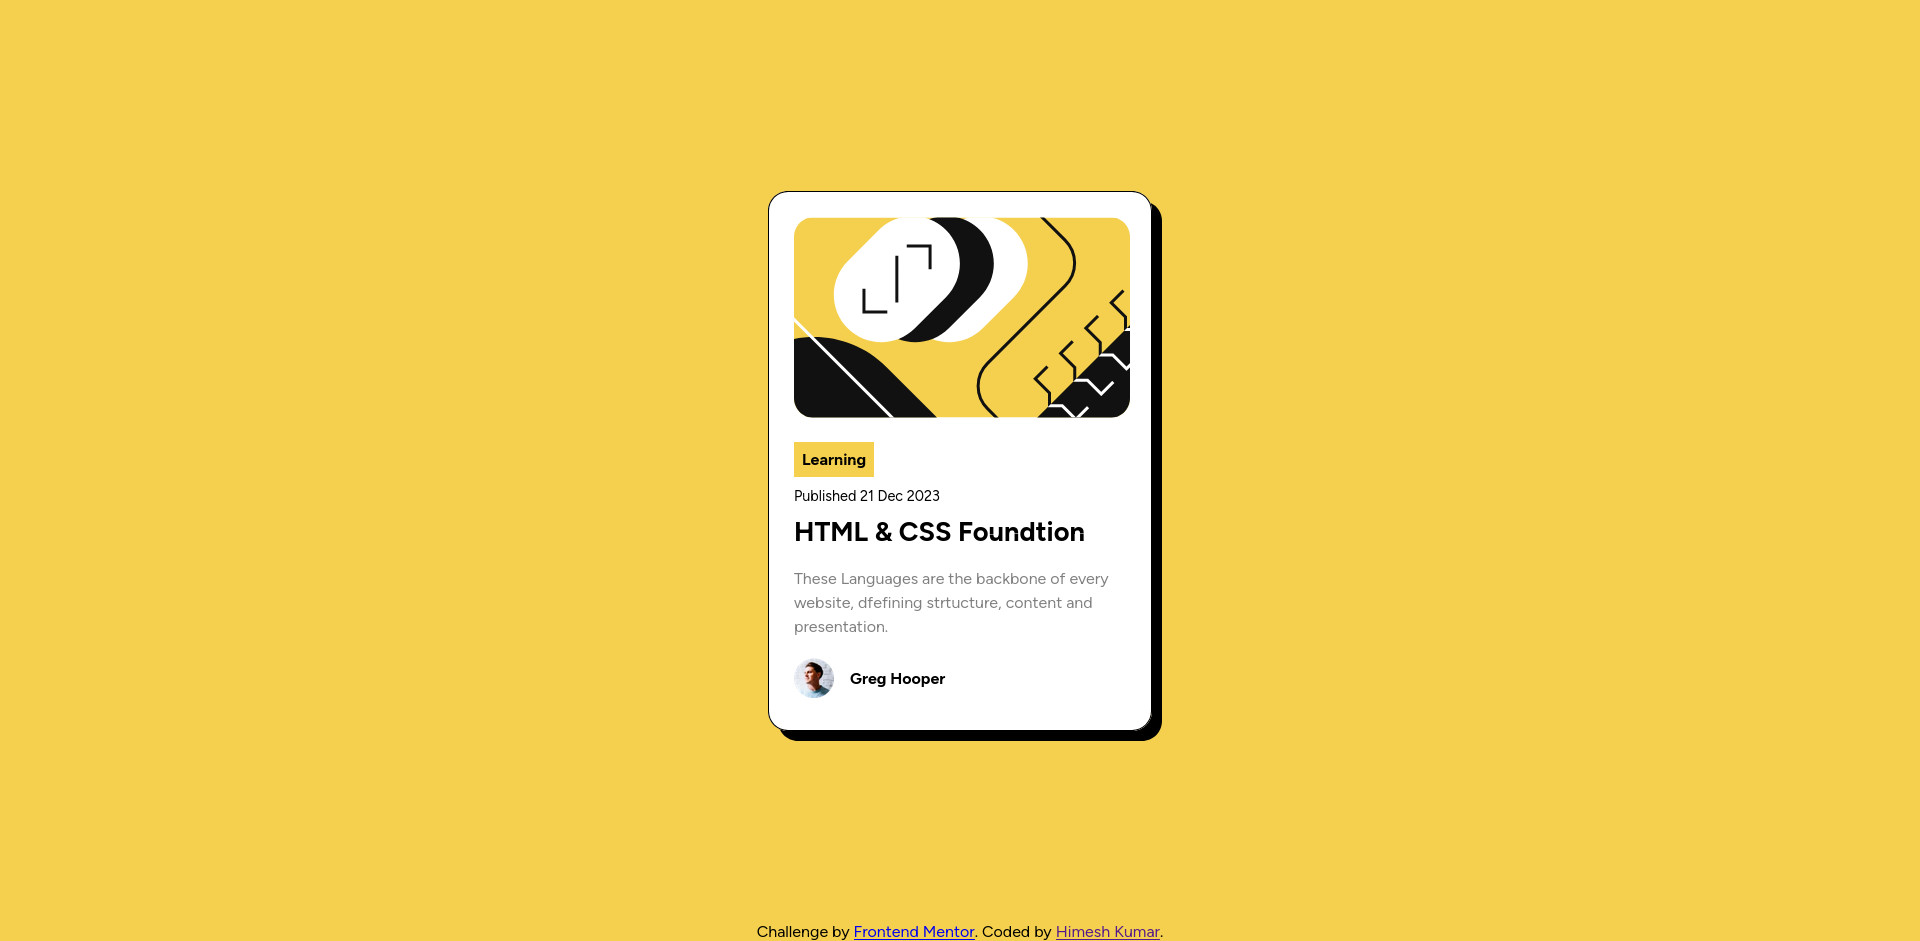 Learning
Published 21 Dec 2023
HTML & CSS Foundtion
These Languages are the backbone of every
website, dfefining strtucture, content and
presentation.
Greg Hooper
Challenge by Frontend Mentor. Coded by Himesh Kumar.